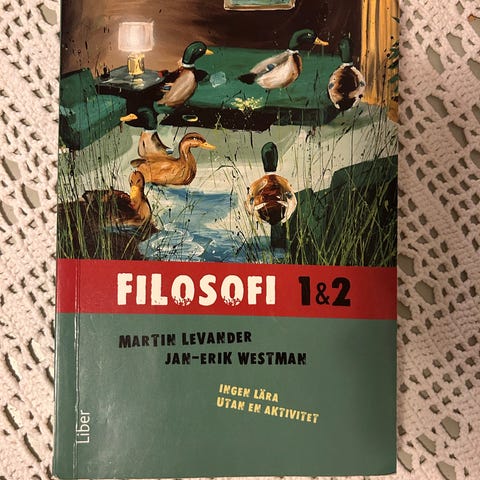 FILOSOFI 1&2
MARTIN LEVANDER
JAN-ERIK WESTMAN
INGEN LÄRA
UTAN EN AKTIVITET
Liber